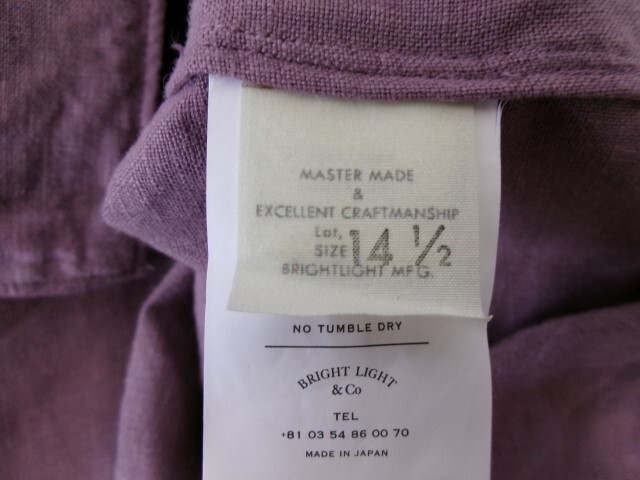 MASTER MADE
&
EXCELLENT CRAFTMANSHIP
Lot,
SIZE 14 ½
BRIGHTLIGHT MFG.
NO TUMBLE DRY
BRIGHT LIGHT
& Co
TEL
+81 03 54 86 00 70
MADE IN JAPAN